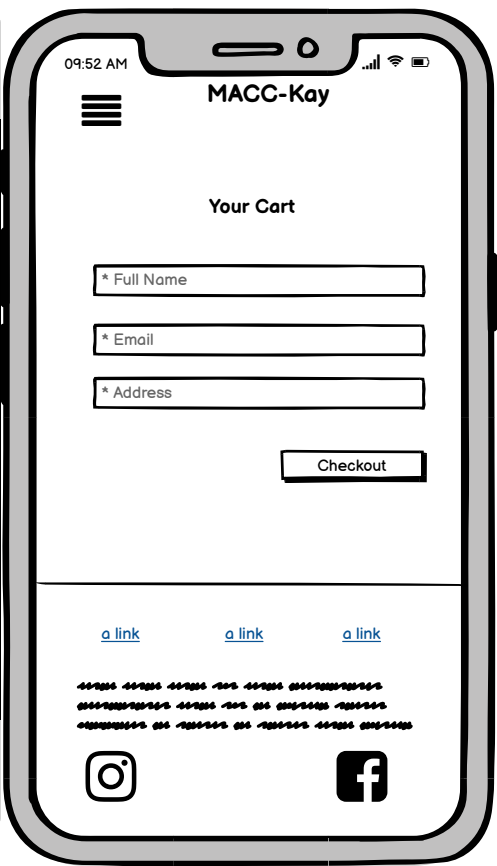 09:52 AM
MACC-Kay
Your Cart
* Full Name
* Email
* Address
Checkout
a link a link a link